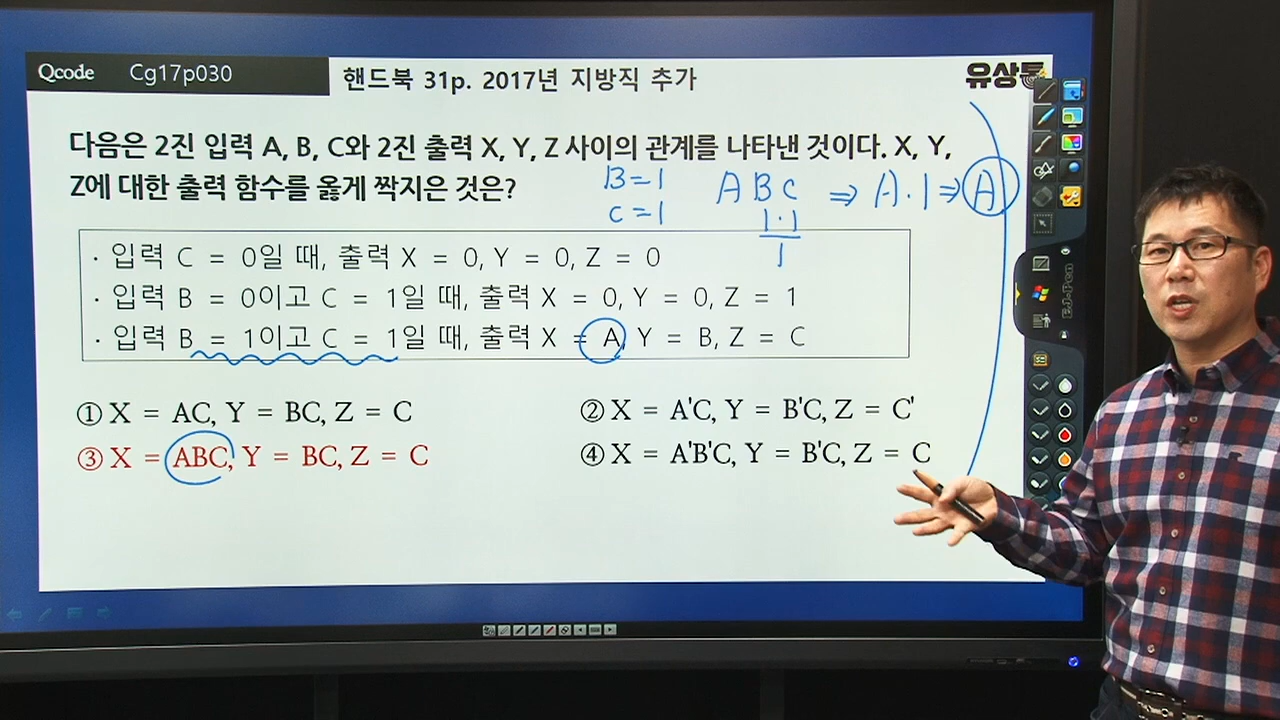 Qcode Cg17p030 핸드북 31p. 2017년 지방직 추가
다음은 2진 입력 A, B, C와 2진 출력 X, Y, Z 사이의 관계를 나타낸 것이다. X, Y,
Z에 대한 출력 함수를 옳게 짝지은 것은?
B=1
c=1
A B C ⇒ A·1 ⇒ A
1·1
1
· 입력 C = 0일 때, 출력 X = 0, Y = 0, Z = 0
· 입력 B = 0이고 C = 1일 때, 출력 X = 0, Y = 0, Z = 1
· 입력 B = 1이고 C = 1일 때, 출력 X = A, Y = B, Z = C
① X = AC, Y = BC, Z = C
② X = A'C, Y = B'C, Z = C'
③ X = ABC, Y = BC, Z = C
④ X = A'B'C, Y = B'C, Z = C